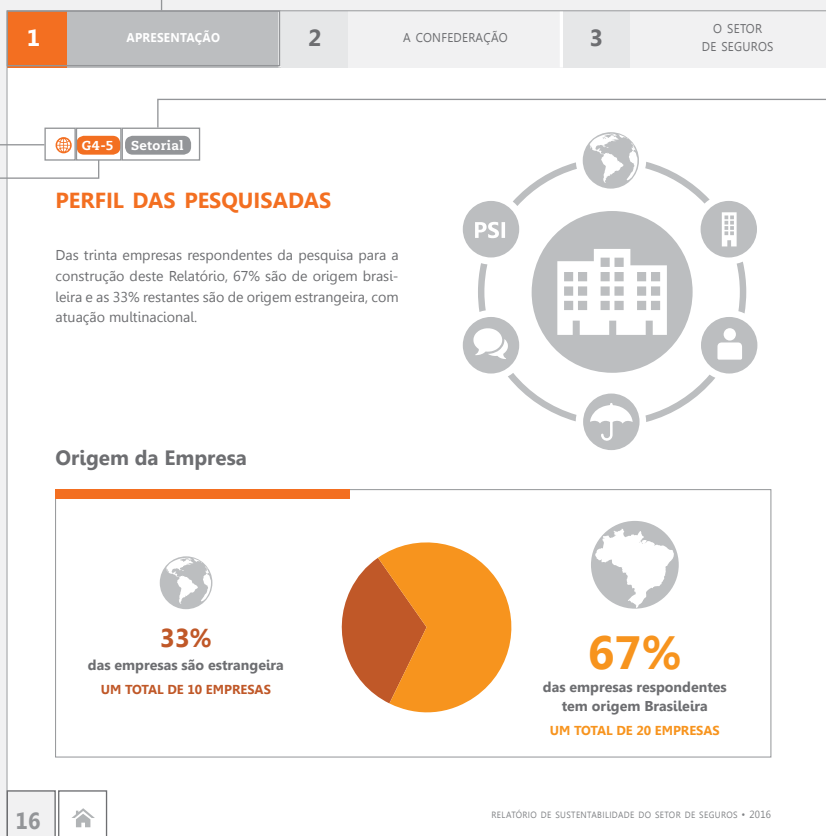 1
APRESENTAÇÃO
2
A CONFEDERAÇÃO
3
O SETOR
DE SEGUROS
G4-5
Setorial
PERFIL DAS PESQUISADAS
Das trinta empresas respondentes da pesquisa para a
construção deste Relatório, 67% são de origem brasi-
leira e as 33% restantes são de origem estrangeira, com
atuação multinacional.
PSI
Origem da Empresa
33%
das empresas são estrangeira
UM TOTAL DE 10 EMPRESAS
67%
das empresas respondentes
tem origem Brasileira
UM TOTAL DE 20 EMPRESAS
16
RELATÓRIO DE SUSTENTABILIDADE DO SETOR DE SEGUROS • 2016